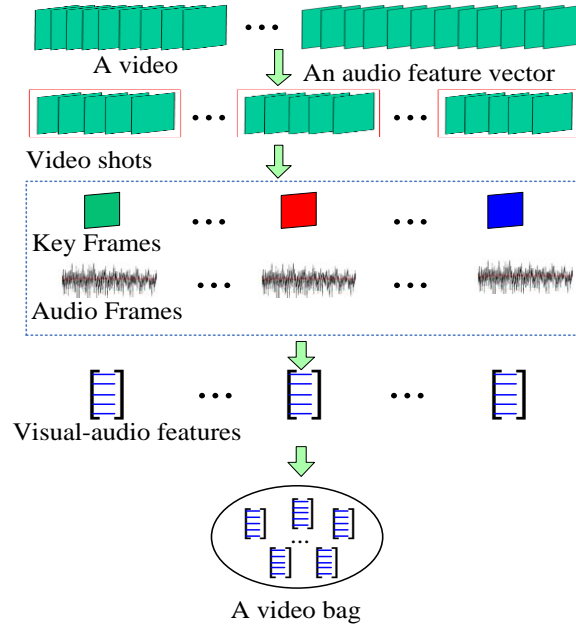 A video
An audio feature vector
Video shots
Key Frames
Audio Frames
Visual-audio features
A video bag